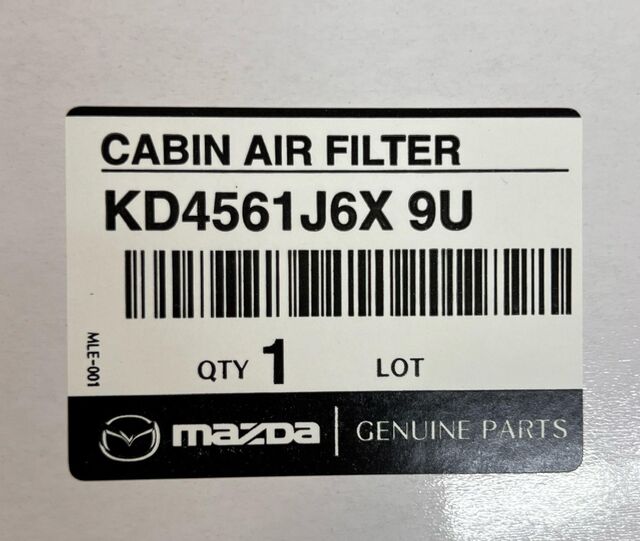 CABIN AIR FILTER
KD4561J6X 9U
MLE-001
QTY 1 LOT
mazda GENUINE PARTS